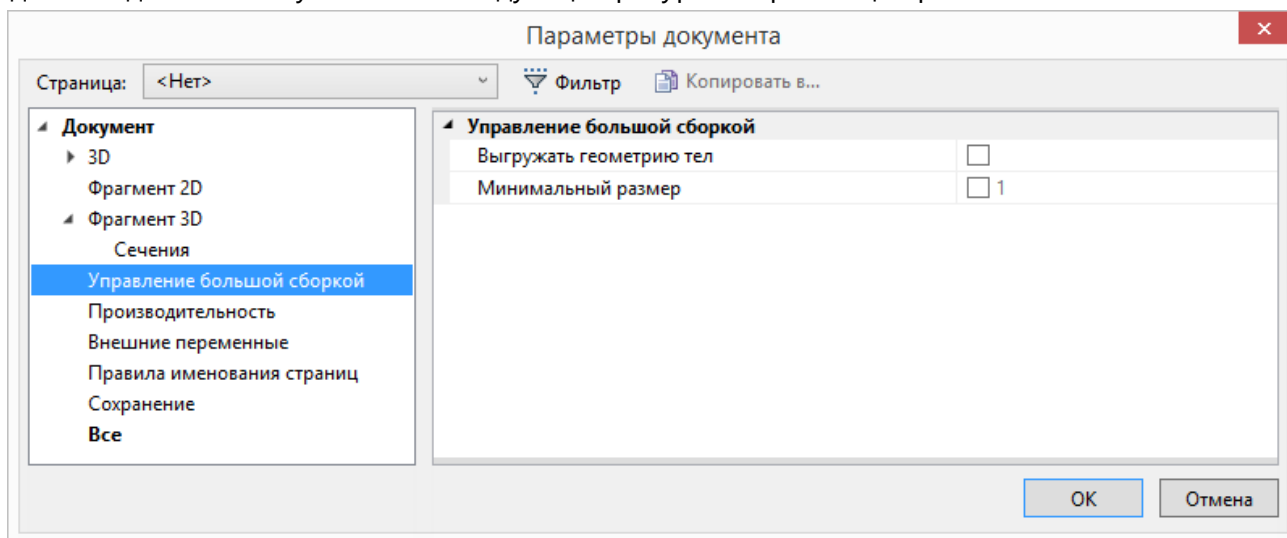 Параметры документа
Страница: <Нет> Фильтр Копировать в...
Документ
3D
Фрагмент 2D
Фрагмент 3D
Сечения
Управление большой сборкой
Производительность
Внешние переменные
Правила именования страниц
Сохранение
Все
Управление большой сборкой
Выгружать геометрию тел
Минимальный размер 1
ОК Отмена